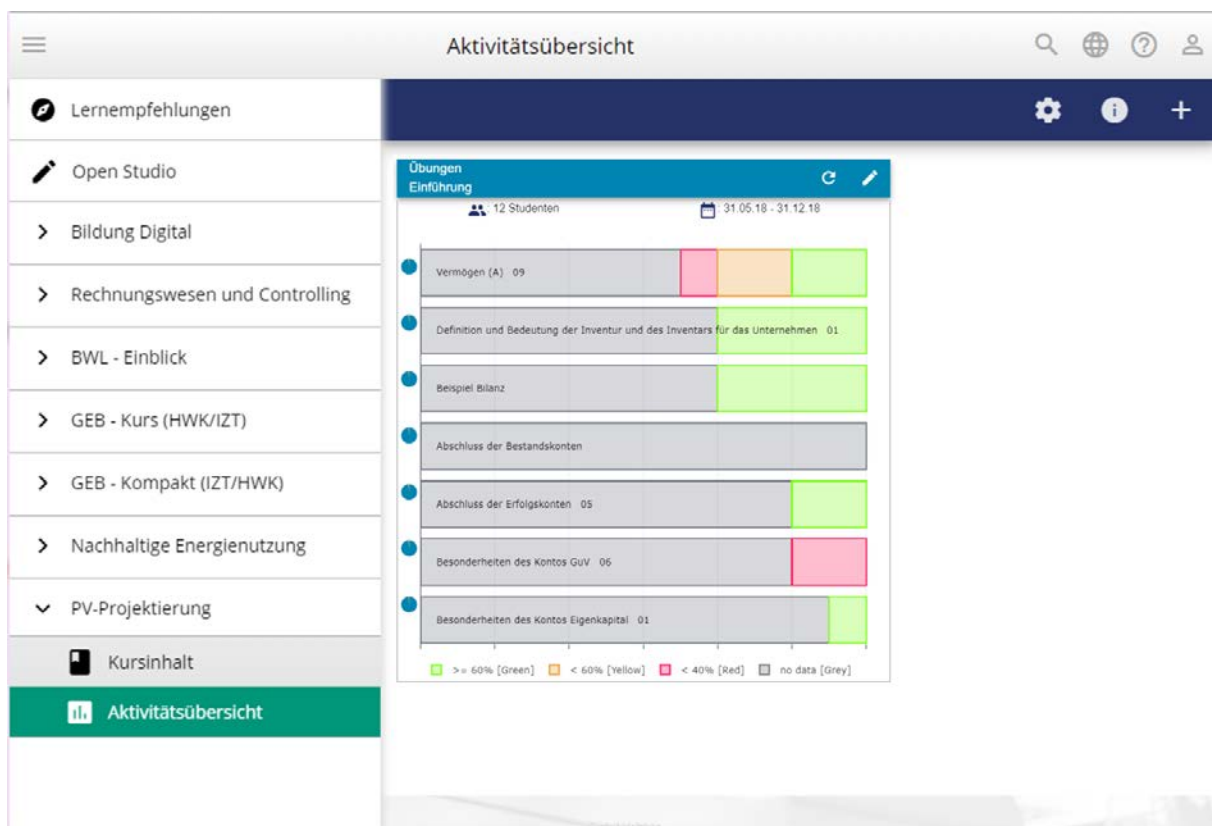 Aktivitätsübersicht
Lernempfehlungen
Open Studio
Bildung Digital
Rechnungswesen und Controlling
BWL - Einblick
GEB - Kurs (HWK/IZT)
GEB - Kompakt (IZT/HWK)
Nachhaltige Energienutzung
PV-Projektierung
Kursinhalt
Aktivitätsübersicht
Übungen
Einführung
: 12 Studenten : 31.05.18 - 31.12.18
Vermögen (A) 09
Definition und Bedeutung der Inventur und des Inventars für das Unternehmen 01
Beispiel Bilanz
Abschluss der Bestandskonten
Abschluss der Erfolgskonten 05
Besonderheiten des Kontos GuV 06
Besonderheiten des Kontos Eigenkapital 01
>= 60% [Green] < 60% [Yellow] < 40% [Red] no data [Grey]